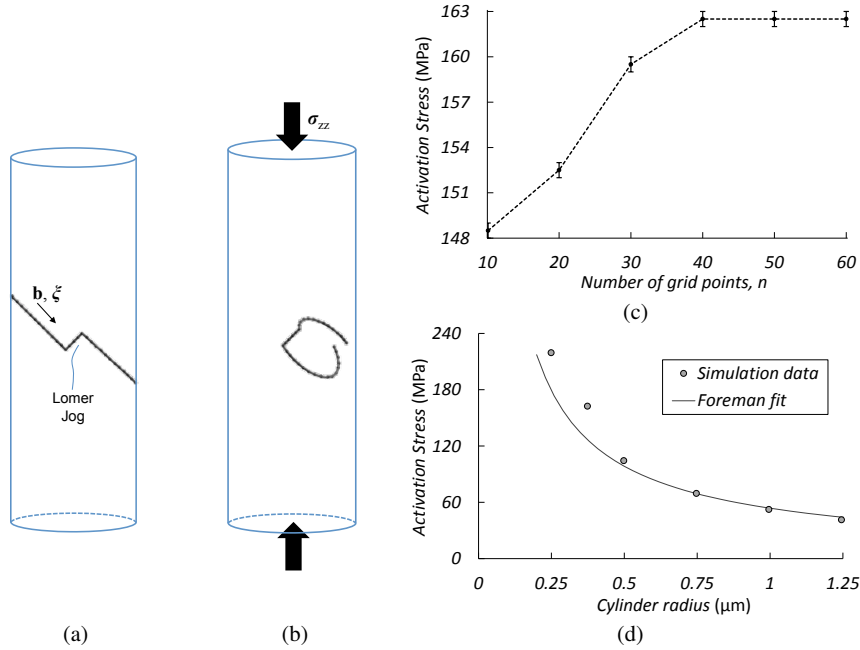 b, ξ
Lomer
Jog
(a)
σzz
(b)
Activation Stress (MPa)
163
160
157
154
151
148
10 20 30 40 50 60
Number of grid points, n
(c)
Activation Stress (MPa)
240
180
120
60
0
Simulation data
Foreman fit
0 0.25 0.5 0.75 1 1.25
Cylinder radius (μm)
(d)